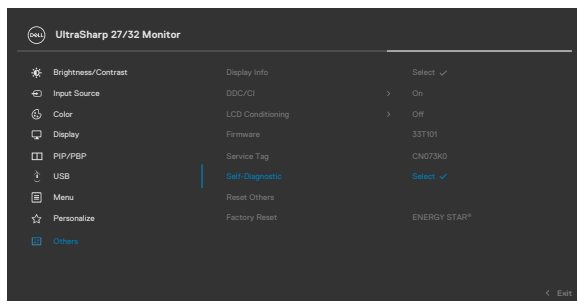 DELL UltraSharp 27/32 Monitor
Brightness/Contrast Display Info Select
Input Source DDC/CI > On
Color LCD Conditioning > Off
Display Firmware 33T101
PIP/PBP Service Tag CN073K0
USB Self-Diagnostic Select
Menu Reset Others
Personalize Factory Reset ENERGY STAR®
Others
< Exit